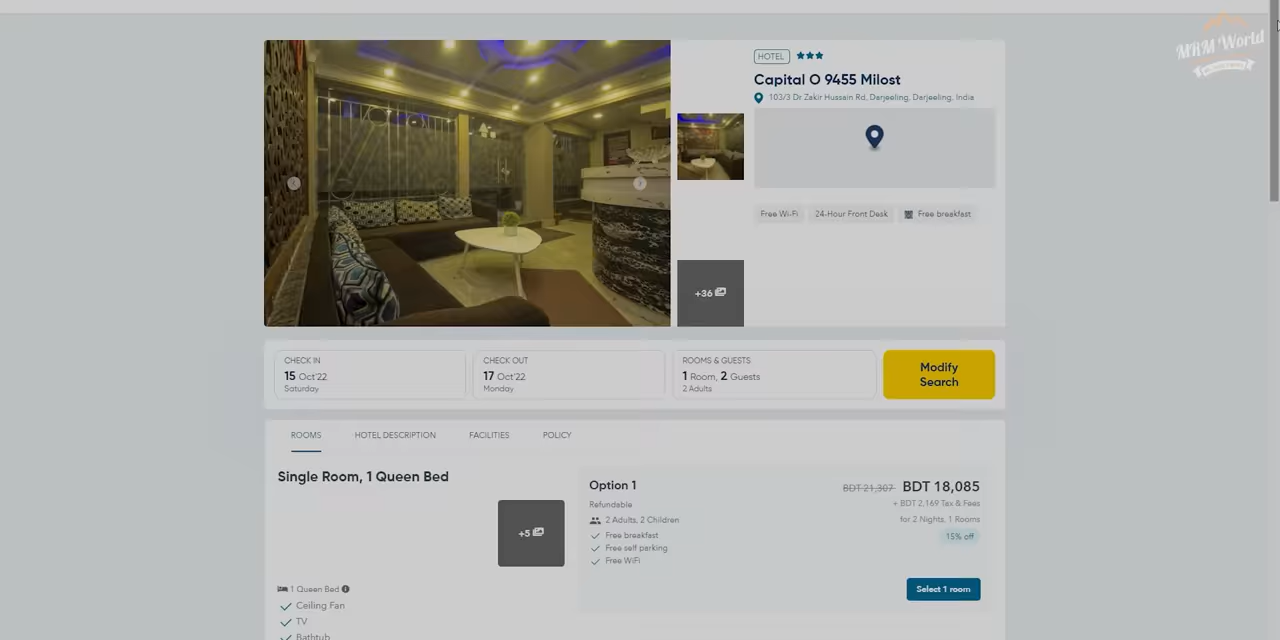 MRM World
HOTEL
Capital O 9455 Milost
103/3 Dr Zakir Hussain Rd, Darjeeling, Darjeeling, India
Free Wi-Fi
24-Hour Front Desk
Free breakfast
+36
CHECK IN
15 Oct'22
Saturday
CHECK OUT
17 Oct'22
Monday
ROOMS & GUESTS
1 Room, 2 Guests
2 Adults
Modify
Search
ROOMS
HOTEL DESCRIPTION
FACILITIES
POLICY
Single Room, 1 Queen Bed
+5
1 Queen Bed
Ceiling Fan
TV
Bathtub
Option 1
Refundable
2 Adults, 2 Children
Free breakfast
Free self parking
Free WiFi
BDT 21,307 BDT 18,085
+ BDT 2,169 Tax & Fees
for 2 Nights, 1 Rooms
15% off
Select 1 room